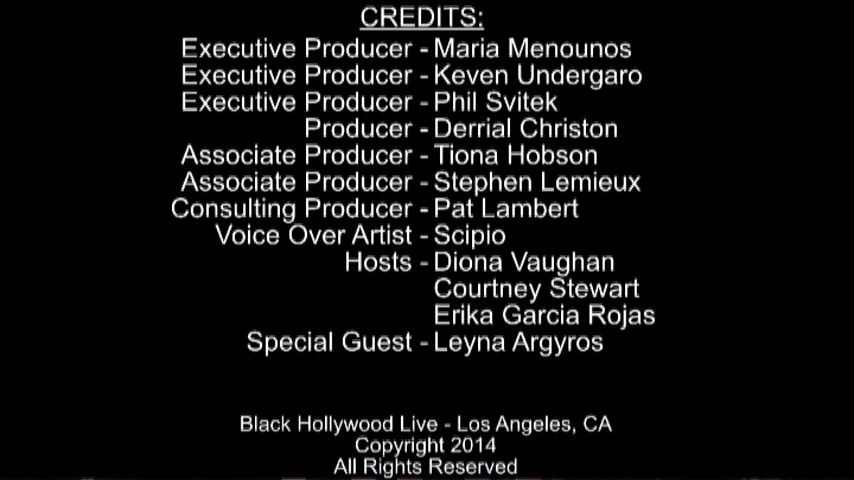 CREDITS:
Executive Producer - Maria Menounos
Executive Producer - Keven Undergaro
Executive Producer - Phil Svitek
Producer - Derrial Christon
Associate Producer - Tiona Hobson
Associate Producer - Stephen Lemieux
Consulting Producer - Pat Lambert
Voice Over Artist - Scipio
Hosts - Diona Vaughan
Courtney Stewart
Erika Garcia Rojas
Special Guest - Leyna Argyros
Black Hollywood Live - Los Angeles, CA
Copyright 2014
All Rights Reserved